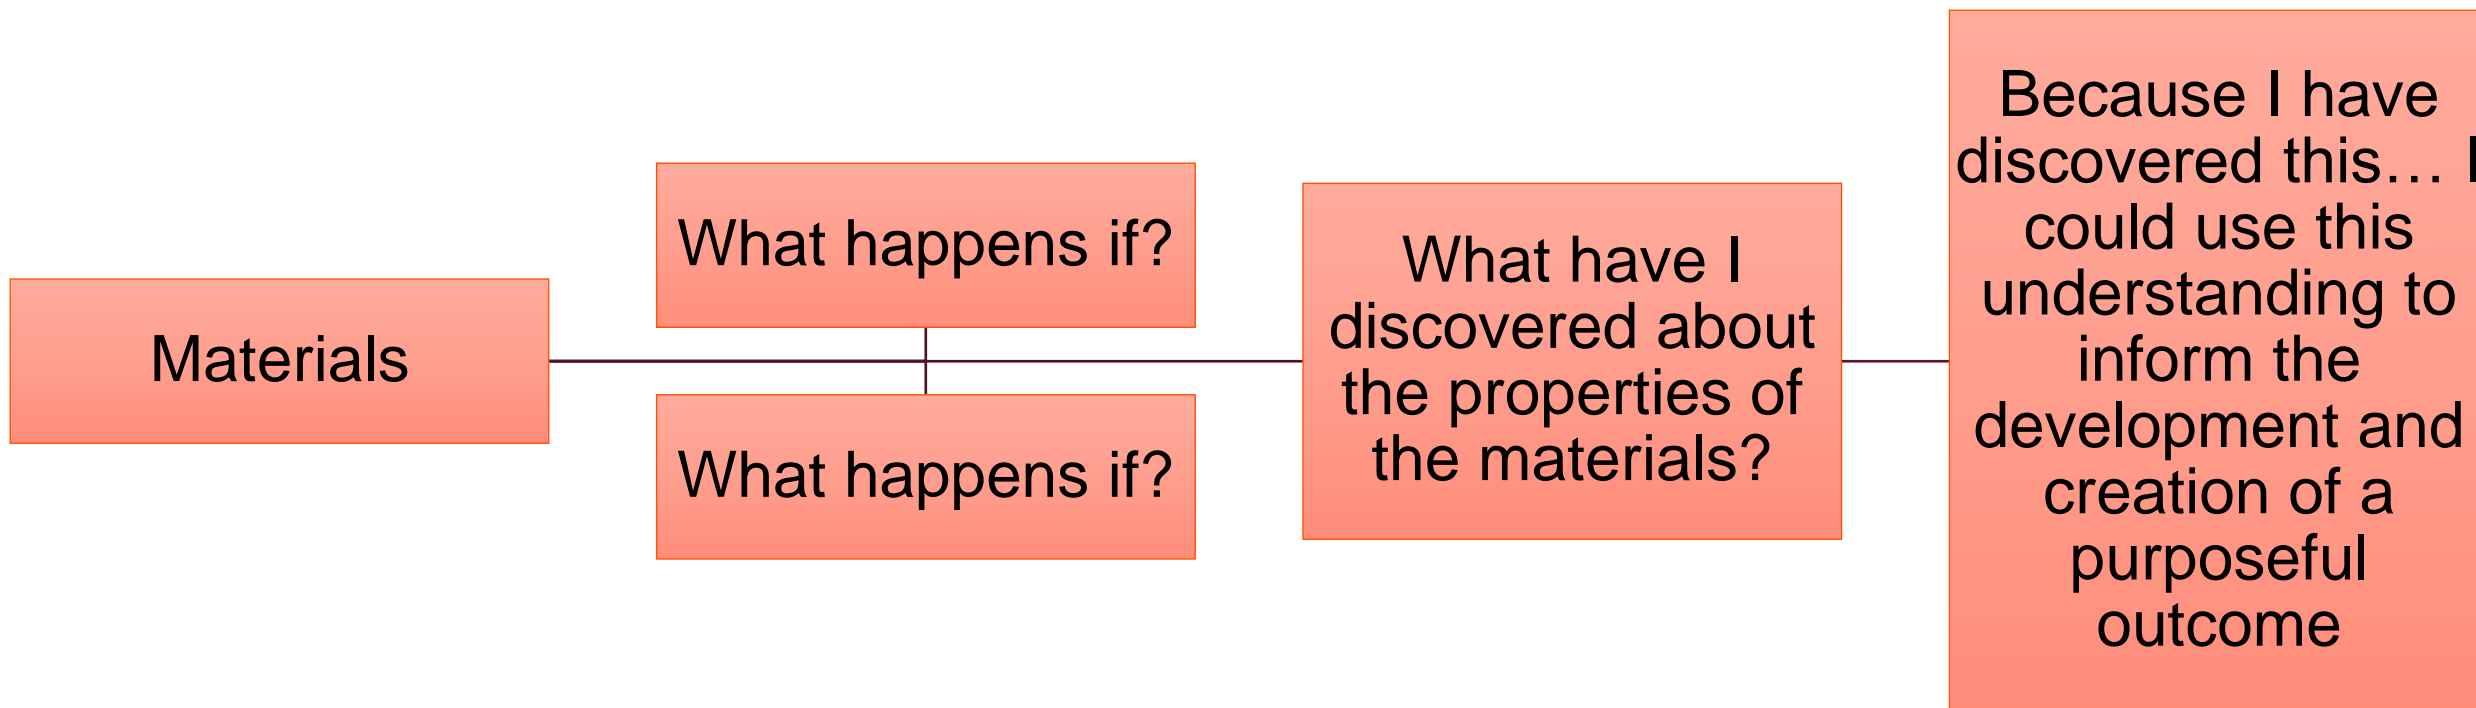 Materials
What happens if?
What happens if?
What have I
discovered about
the properties of
the materials?
Because I have
discovered this… I
could use this
understanding to
inform the
development and
creation of a
purposeful
outcome